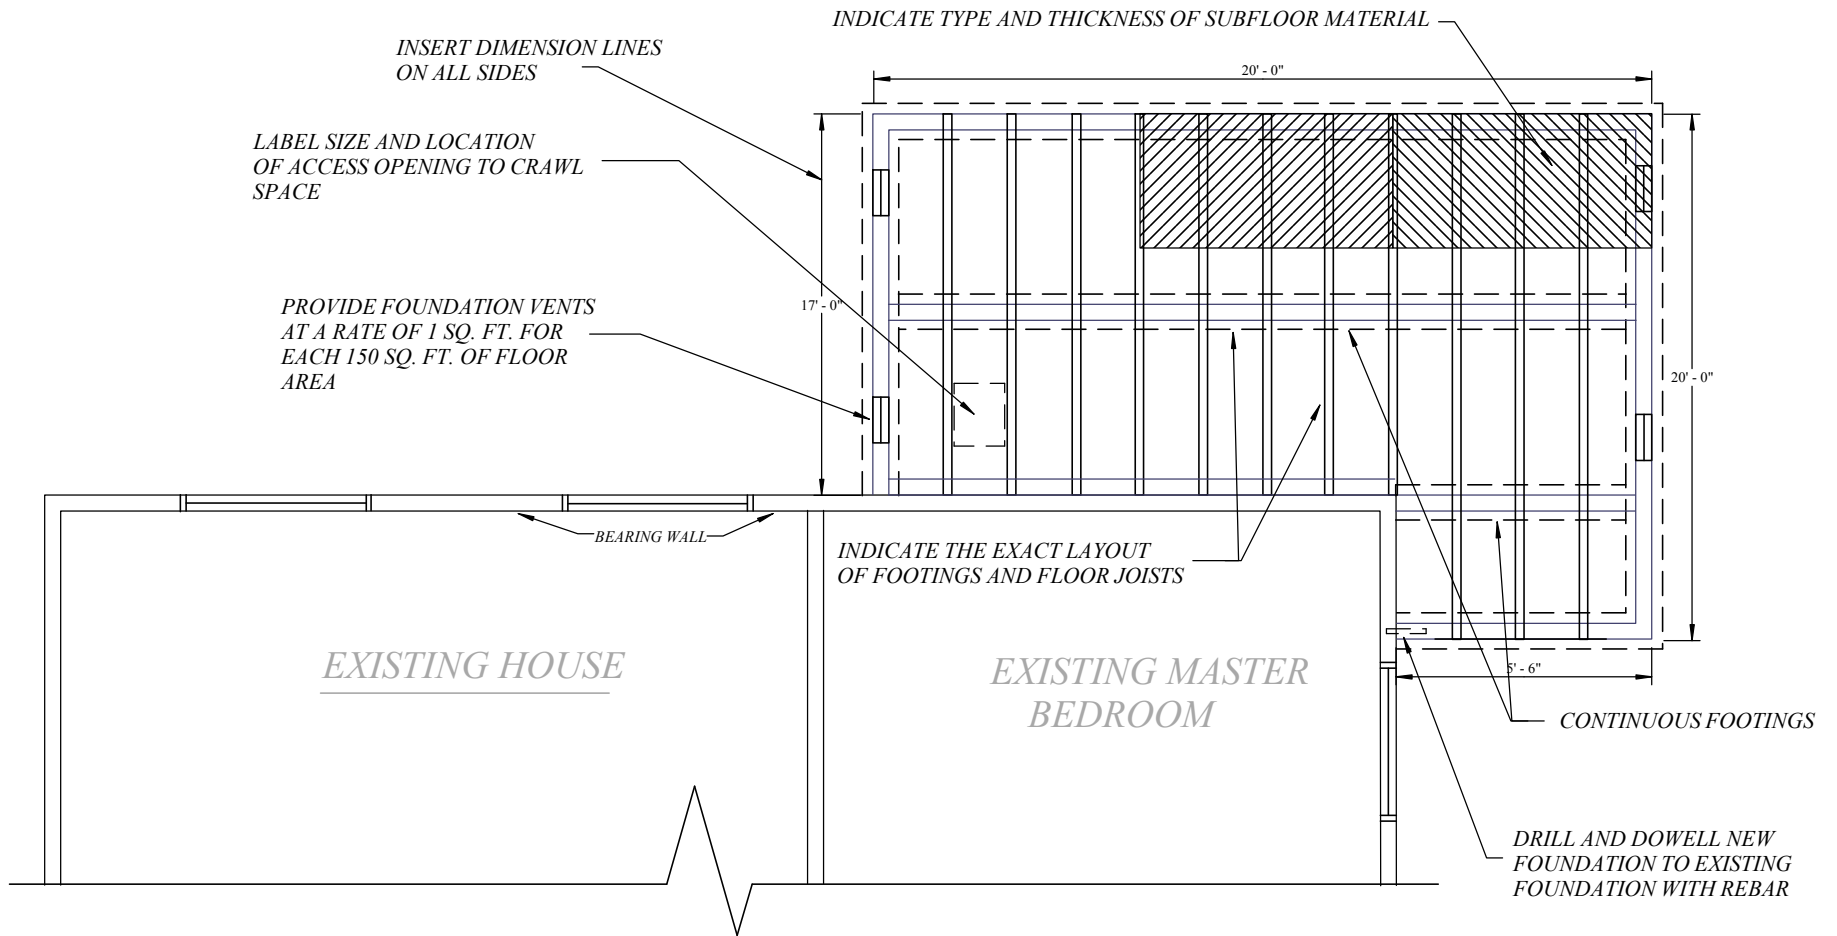 INDICATE TYPE AND THICKNESS OF SUBFLOOR MATERIAL
INSERT DIMENSION LINES
ON ALL SIDES
20' - 0"
LABEL SIZE AND LOCATION
OF ACCESS OPENING TO CRAWL
SPACE
PROVIDE FOUNDATION VENTS
AT A RATE OF 1 SQ. FT. FOR
EACH 150 SQ. FT. OF FLOOR
AREA
17' - 0"
20' - 0"
BEARING WALL
INDICATE THE EXACT LAYOUT
OF FOOTINGS AND FLOOR JOISTS
EXISTING HOUSE
EXISTING MASTER
BEDROOM
5' - 6"
CONTINUOUS FOOTINGS
DRILL AND DOWELL NEW
FOUNDATION TO EXISTING
FOUNDATION WITH REBAR